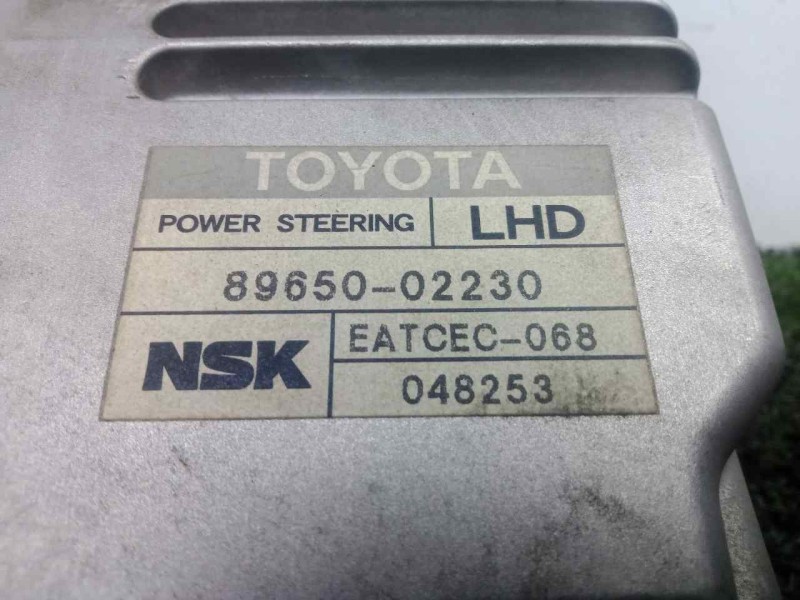 TOYOTA
POWER STEERING LHD
89650-02230
NSK EATCEC-068
048253